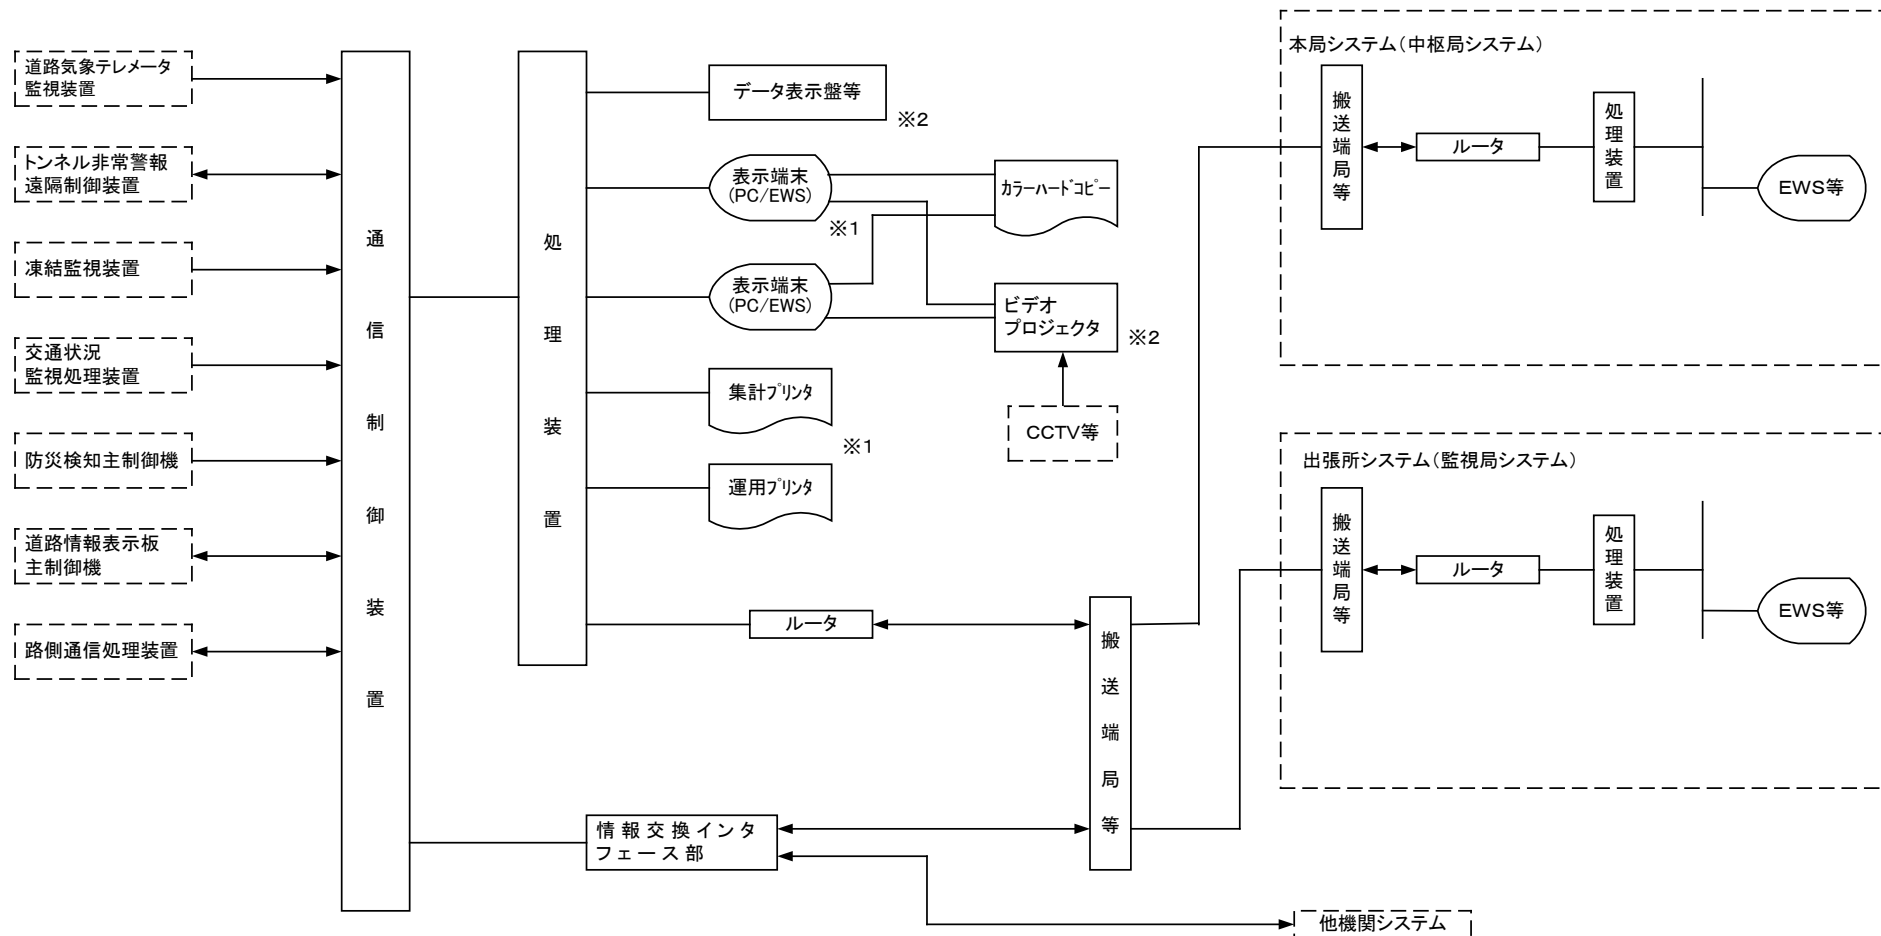 道路気象テレメータ
監視装置
トンネル非常警報
遠隔制御装置
凍結監視装置
交通状況
監視処理装置
防災検知主制御機
道路情報表示板
主制御機
路側通信処理装置
通信制御装置
処理装置
データ表示盤等
※2
表示端末
(PC/EWS)
※1
カラーハードコピー
表示端末
(PC/EWS)
ビデオ
プロジェクタ
※2
集計プリンタ
※1
CCTV等
運用プリンタ
ルータ
搬送端局等
情報交換インタ
フェース部
本局システム(中枢局システム)
搬送端局等
ルータ
処理装置
EWS等
出張所システム(監視局システム)
搬送端局等
ルータ
処理装置
EWS等
他機関システム